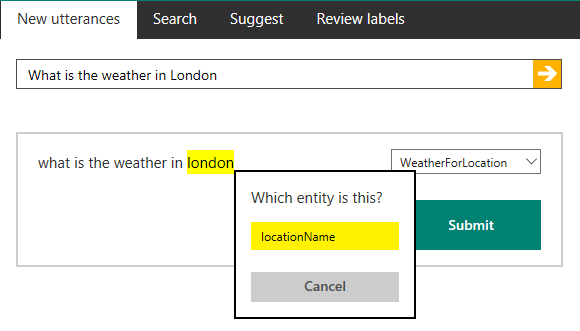 New utterances Search Suggest Review labels
What is the weather in London
what is the weather in london WeatherForLocation
Which entity is this?
locationName
Submit
Cancel